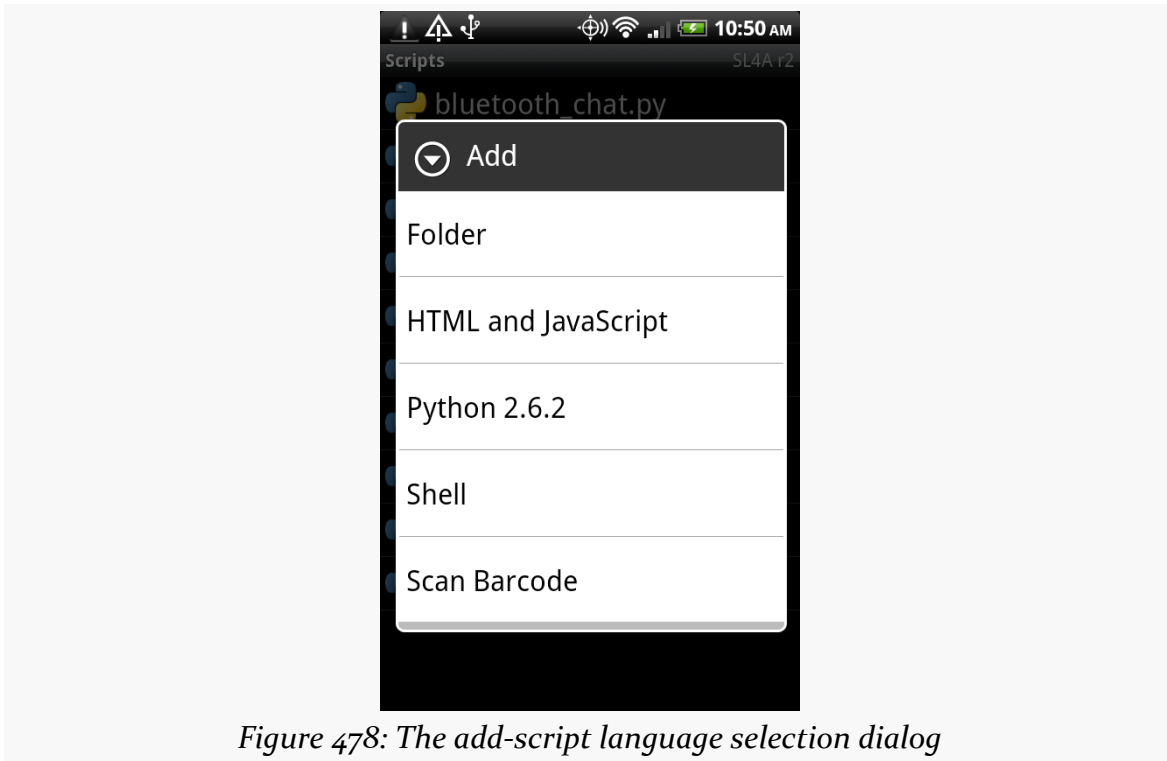 10:50 AM
Scripts SL4A r2
bluetooth_chat.py
Add
Folder
HTML and JavaScript
Python 2.6.2
Shell
Scan Barcode
Figure 478: The add-script language selection dialog